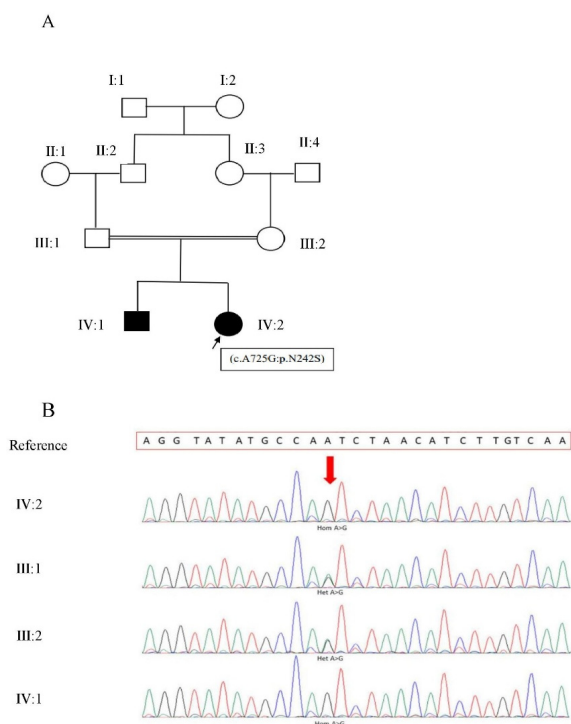 A
I:1 I:2
II:1 II:2 II:3 II:4
III:1 III:2
IV:1 IV:2
(c.A725G:p.N242S)
B
Reference A G G T A T A T G C C A A T C T A A C A T C T T G T C A A
IV:2
Hom A>G
III:1
Het A>G
III:2
Het A>G
IV:1
Hom A>G